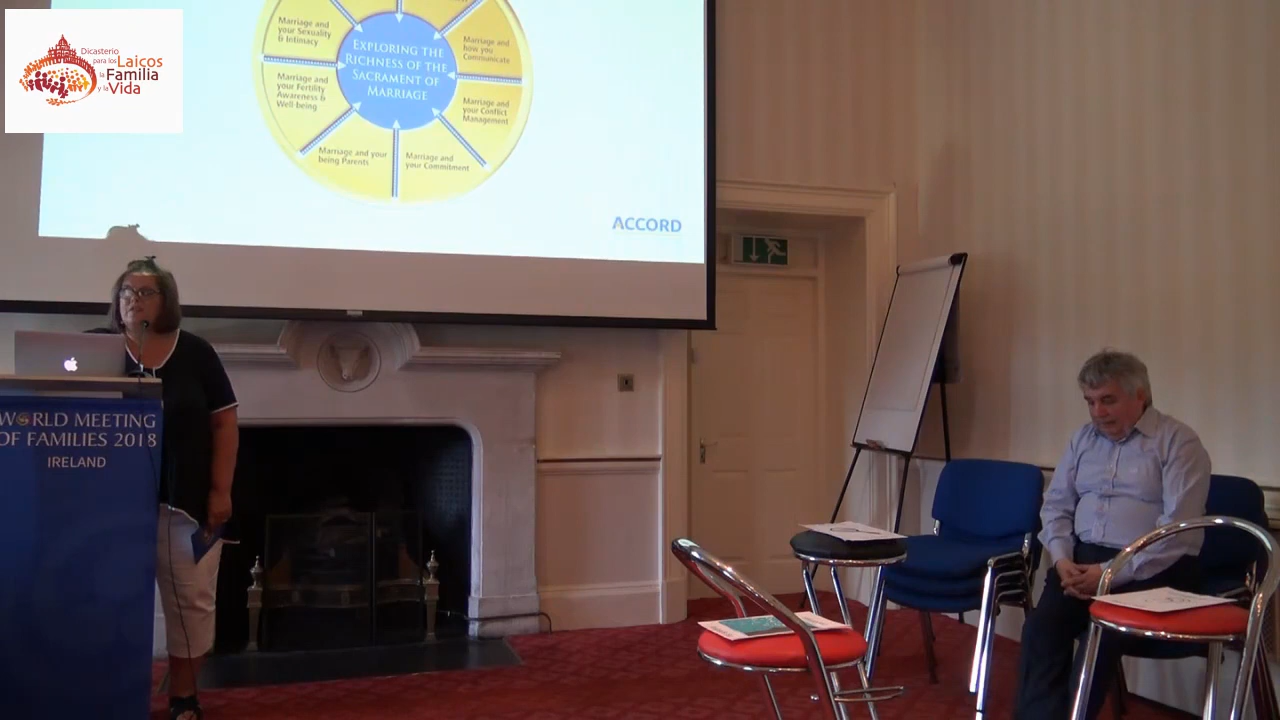 Dicasterio
para los Laicos
la Familia
y la Vida
Marriage and
your Sexuality
& Intimacy
Marriage and
how you
Communicate
EXPLORING THE
RICHNESS OF THE
SACRAMENT OF
MARRIAGE
Marriage and
your Fertility
Awareness &
Well-being
Marriage and
your Conflict
Management
Marriage and your
being Parents
Marriage and
your Commitment
ACCORD
WORLD MEETING
OF FAMILIES 2018
IRELAND